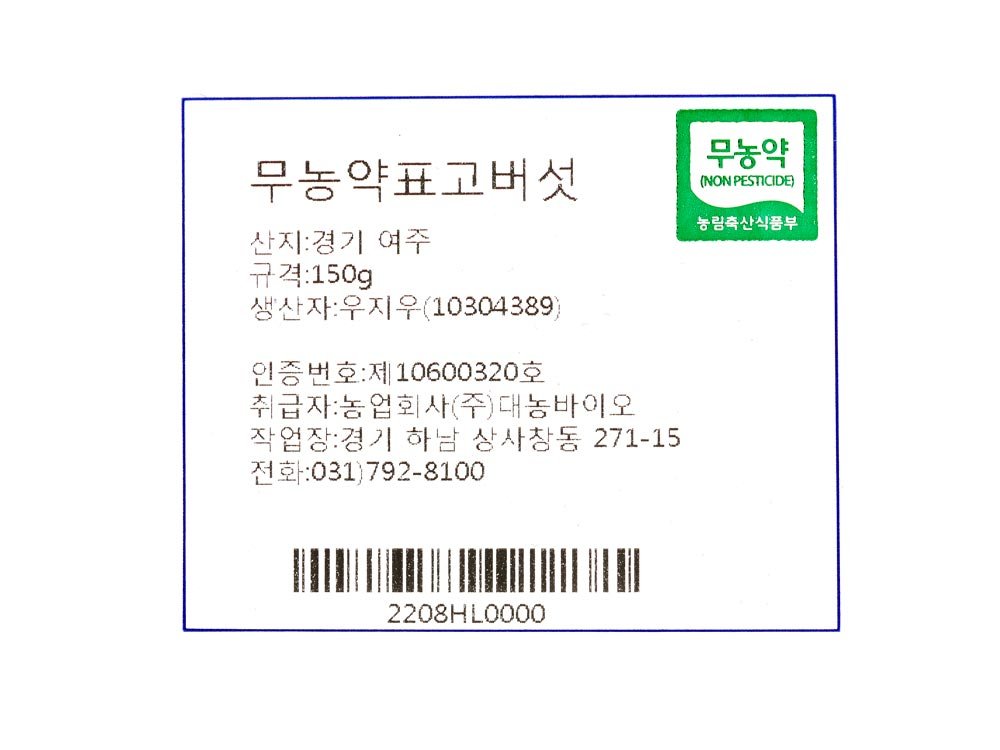 무농약표고버섯
무농약
(NON PESTICIDE)
농림축산식품부
산지:경기 여주
규격:150g
생산자:우지우(10304389)
인증번호:제10600320호
취급자:농업회사(주)대농바이오
작업장:경기 하남 상사창동 271-15
전화:031)792-8100
2208HL0000